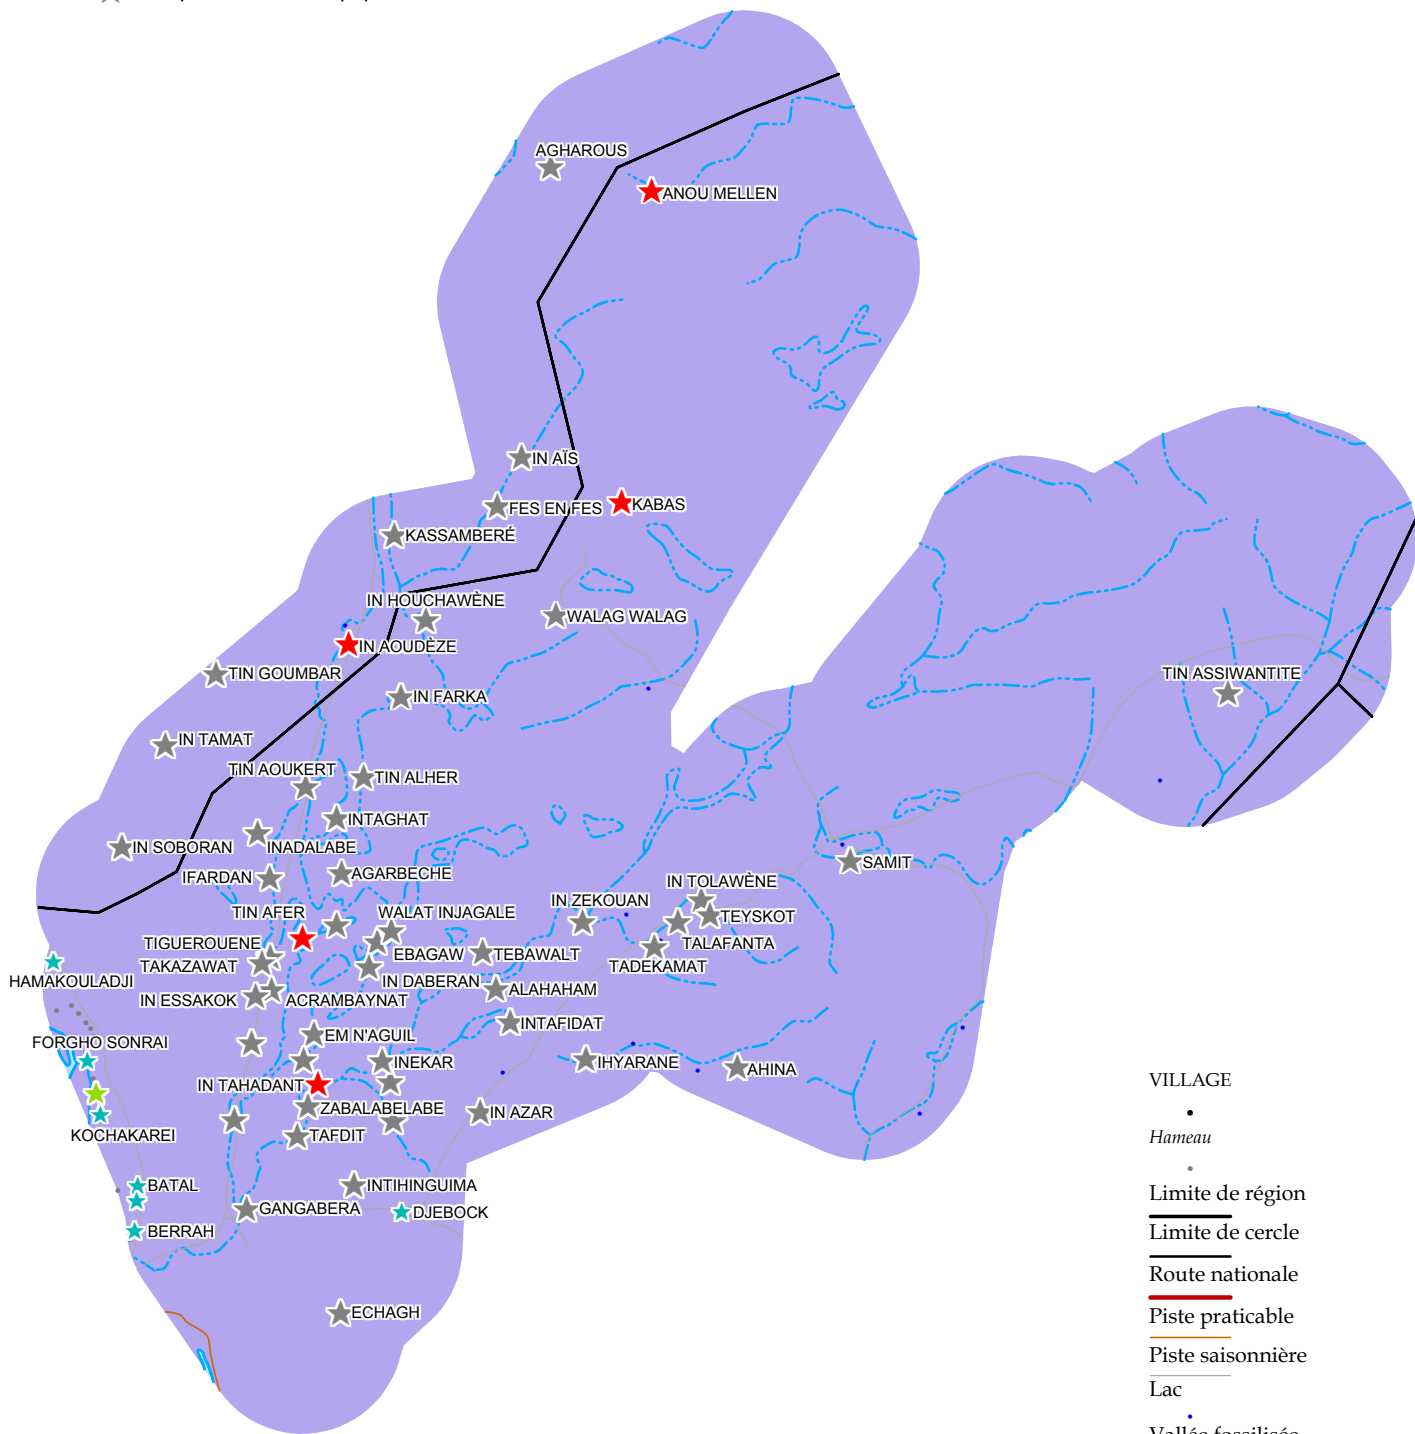 AGHAROUS
ANOU MELLEN
IN AÏS
FES EN FES
KABAS
KASSAMBERÉ
IN HOUCHAWÈNE
WALAG WALAG
IN AOUDÈZE
TIN GOUMBAR
TIN ASSIWANTITE
IN FARKA
IN TAMAT
TIN AOUKERT
TIN ALHER
INTAGHAT
IN SOBORAN
INADALABE
SAMIT
IFARDAN
AGARBECHE
IN TOLAWÈNE
IN ZEKOUAN
TIN AFER
WALAT INJAGALE
TEYSKOT
TIGUEROUENE
TALAFANTA
EBAGAW
TEBAWALT
TAKAZAWAT
TADEKAMAT
HAMAKOULADJI
IN DABERAN
ALAHAHAM
IN ESSAKOK
ACRAMBAYNAT
INTAFIDAT
EM N'AGUIL
FORGHO SONRAI
INEKAR
IHYARANE
AHINA
IN TAHADANT
ZABALABELABE
IN AZAR
KOCHAKAREI
TAFDIT
BATAL
INTIHINGUIMA
GANGABERA
DJEBOCK
BERRAH
ECHAGH
VILLAGE
Hameau
Limite de région
Limite de cercle
Route nationale
Piste praticable
Piste saisonnière
Lac
Vallée fossilisée